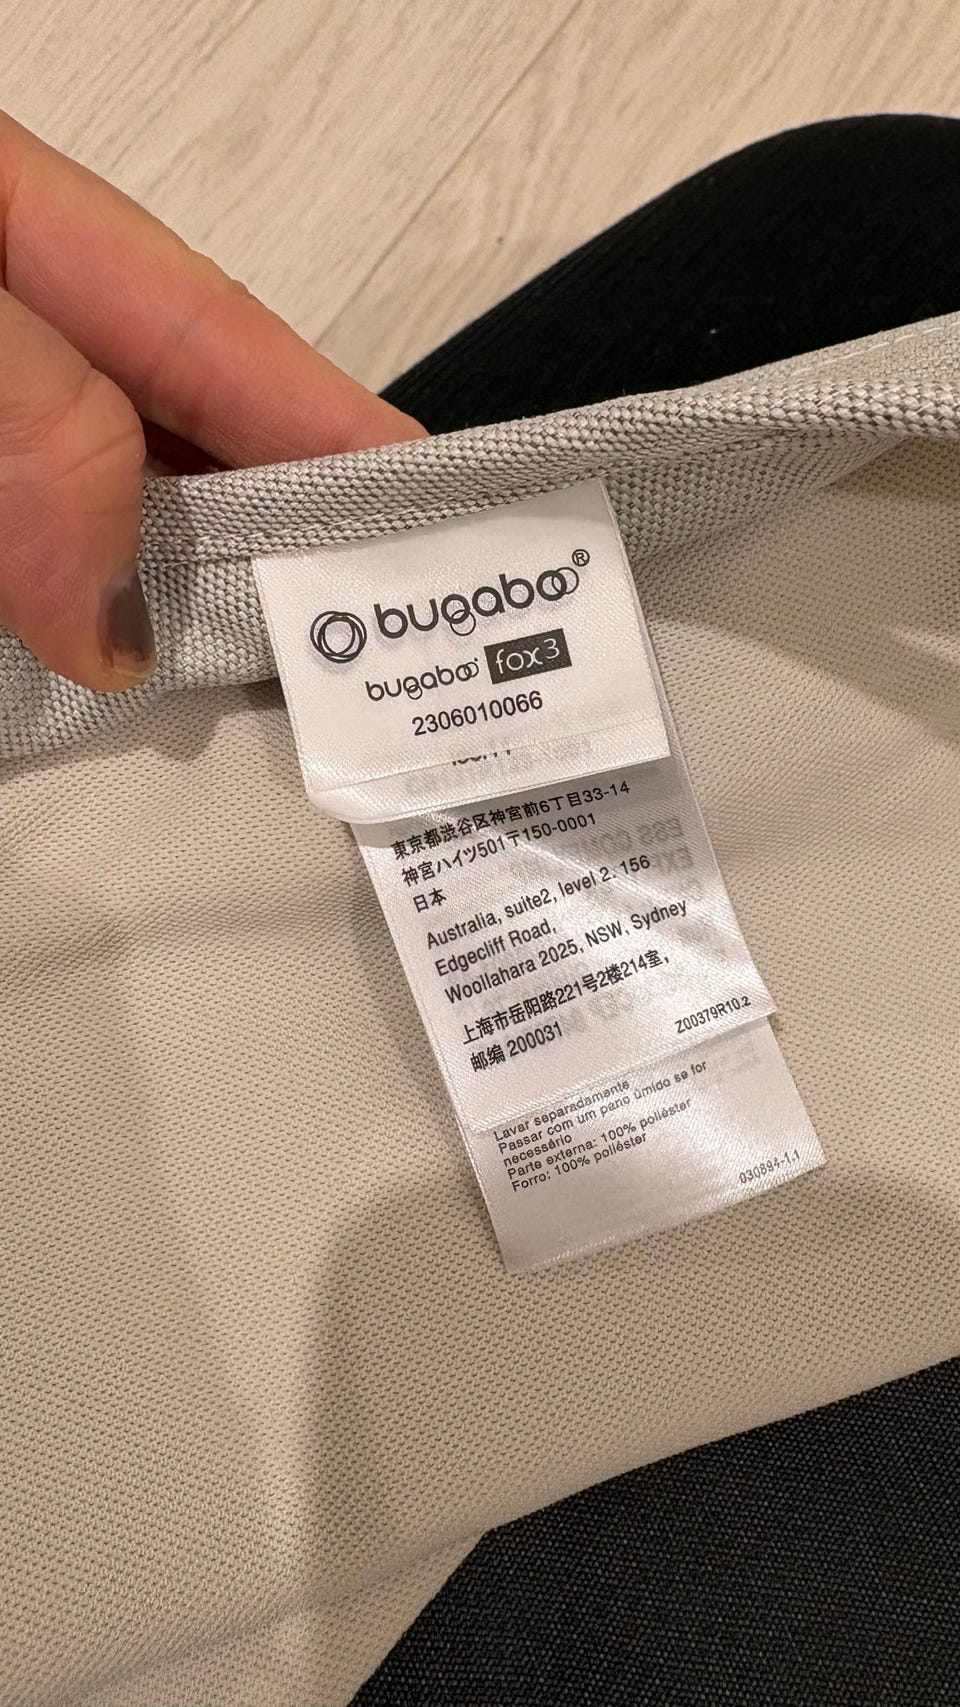 bugaboo®
bugaboo fox 3
2306010066
東京都渋谷区神宮前6丁目33-14
神宮ハイツ501〒150-0001
日本
Australia, suite2, level 2. 156
Edgecliff Road,
Woollahara 2025, NSW, Sydney
上海市岳阳路221号2楼214室，
邮编 200031
Z00379R10.2
Lavar separadamente
Passar com um pano úmido se for
necessário
Parte externa: 100% poliéster
Forro: 100% poliéster
030894-1.1